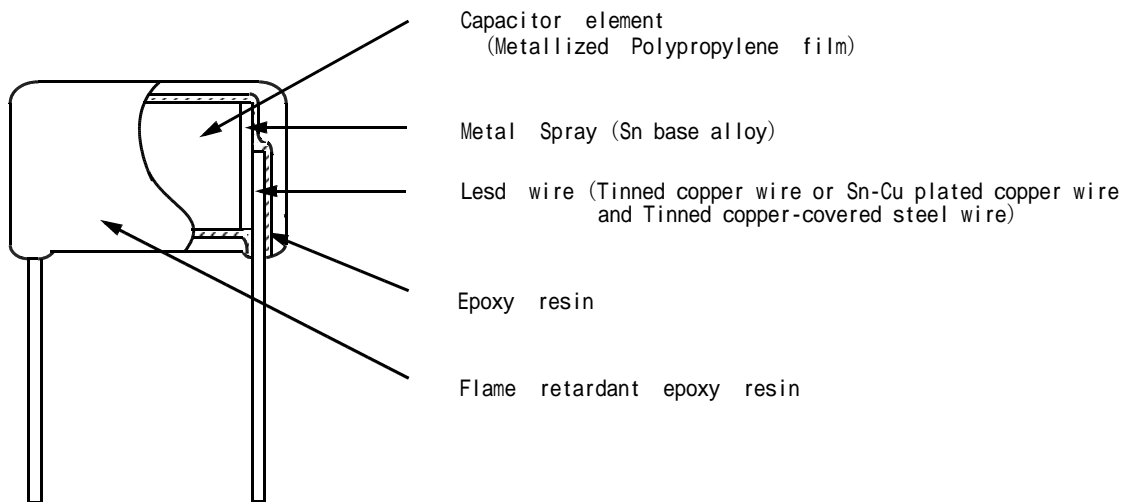 Capacitor element
(Metallized Polypropylene film)
Metal Spray (Sn base alloy)
Lesd wire (Tinned copper wire or Sn-Cu plated copper wire
and Tinned copper-covered steel wire)
Epoxy resin
Flame retardant epoxy resin